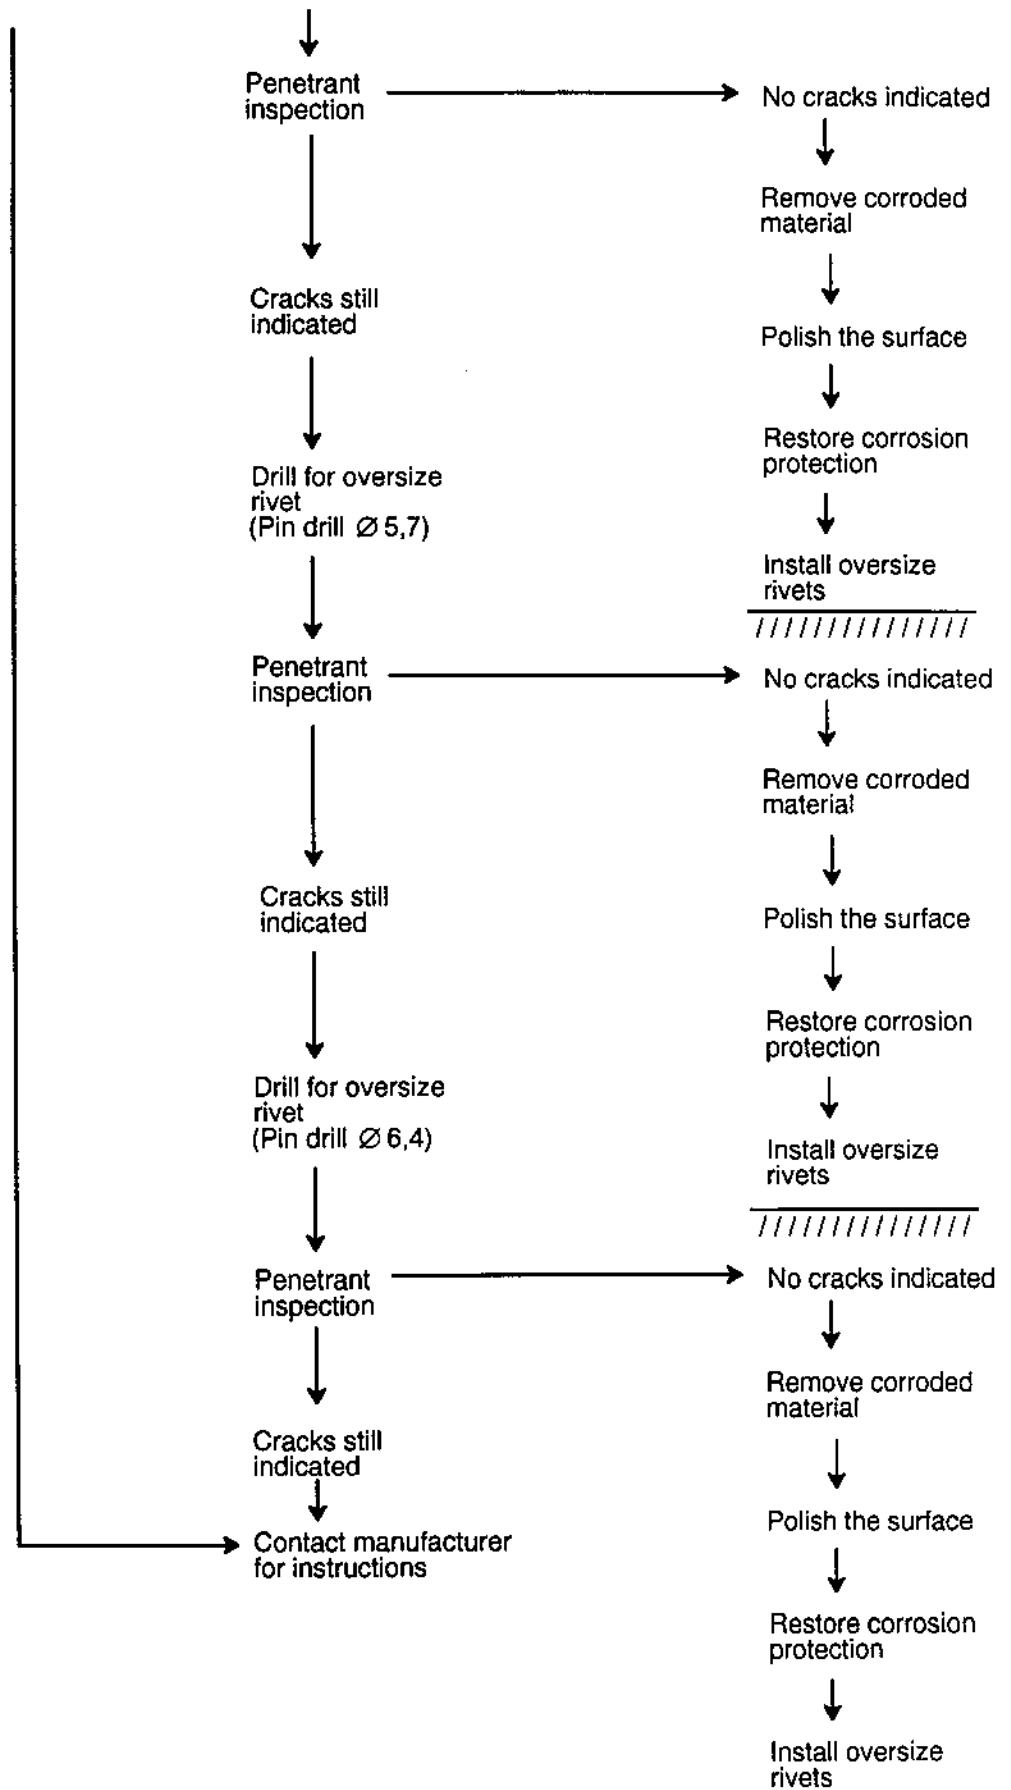 Penetrant
inspection
No cracks indicated
Remove corroded
material
Cracks still
indicated
Polish the surface
Restore corrosion
protection
Drill for oversize
rivet
(Pin drill Ø 5,7)
Install oversize
rivets
Penetrant
inspection
No cracks indicated
Remove corroded
material
Cracks still
indicated
Polish the surface
Restore corrosion
protection
Drill for oversize
rivet
(Pin drill Ø 6,4)
Install oversize
rivets
Penetrant
inspection
No cracks indicated
Remove corroded
material
Cracks still
indicated
Polish the surface
Contact manufacturer
for instructions
Restore corrosion
protection
Install oversize
rivets